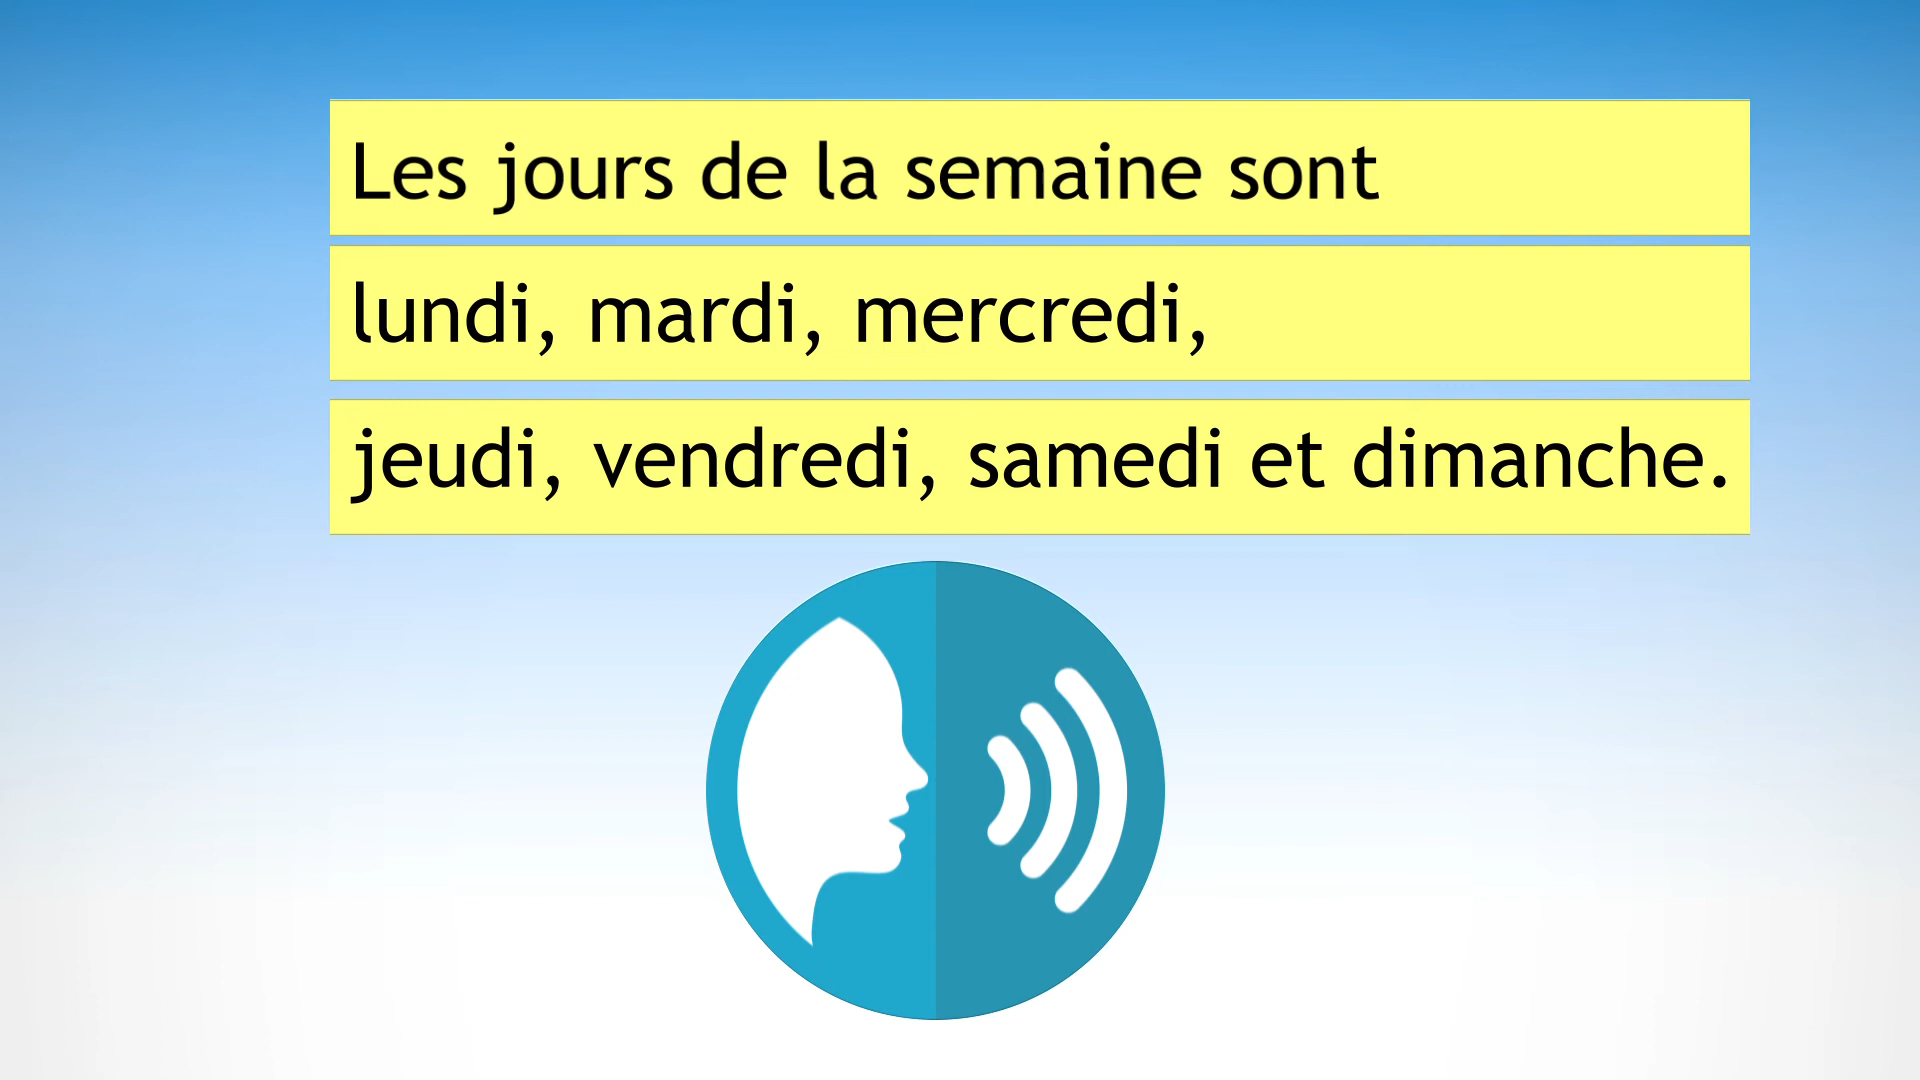 Les jours de la semaine sont
lundi, mardi, mercredi,
jeudi, vendredi, samedi et dimanche.